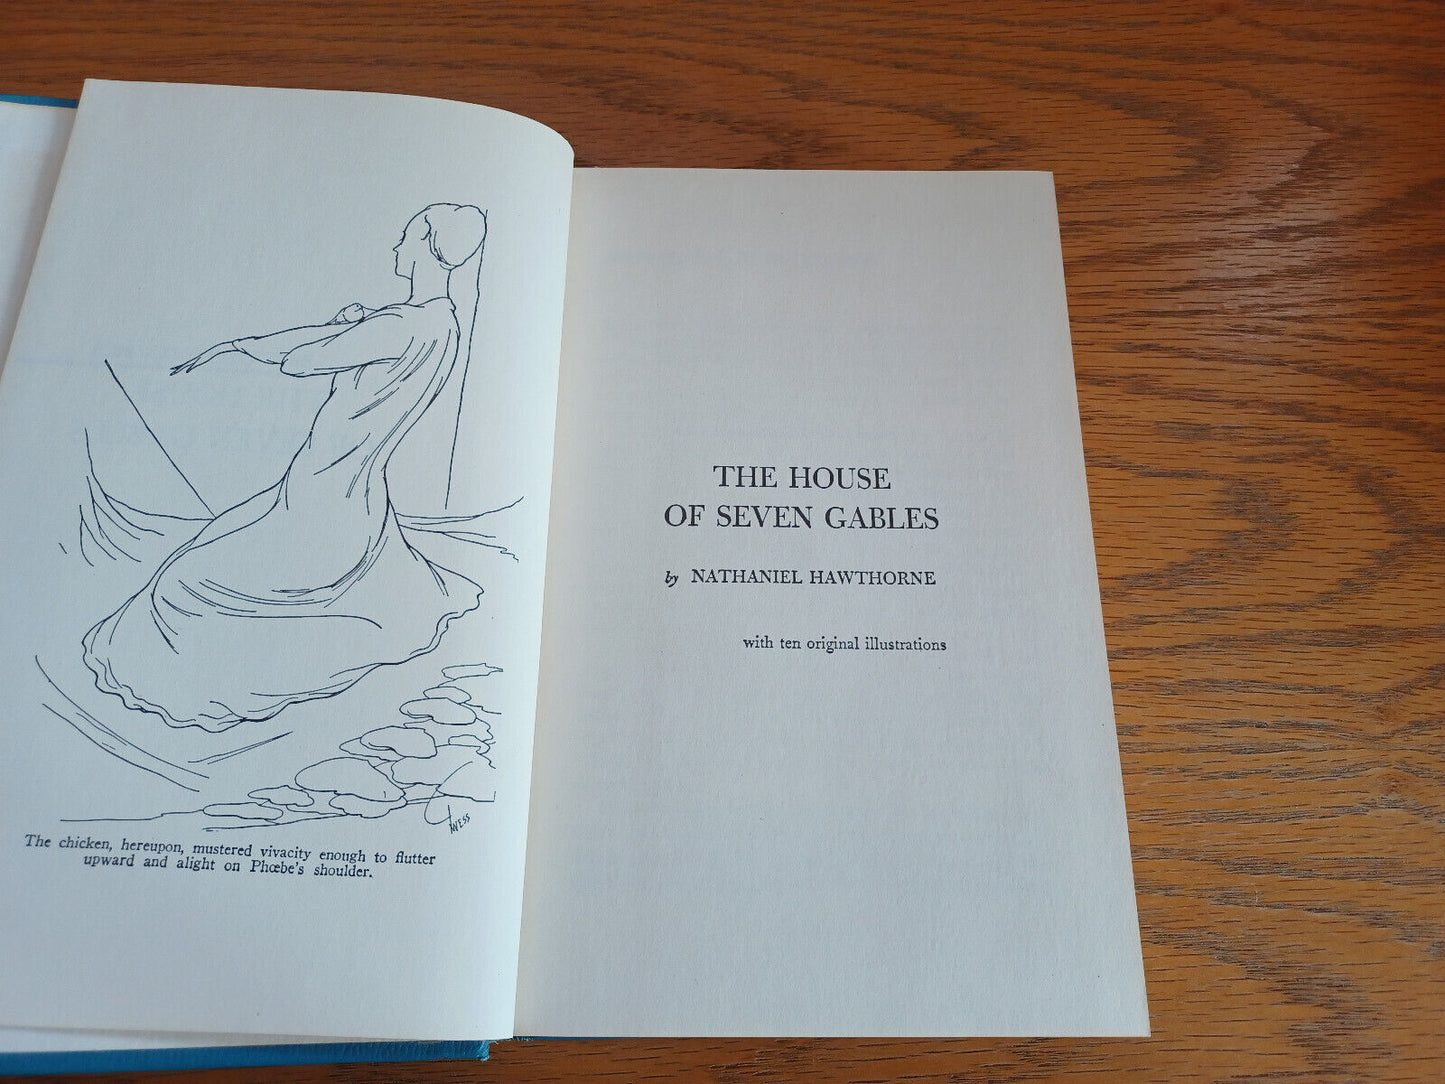 The chicken, hereupon, mustered vivacity enough to flutter
upward and alight on Phœbe's shoulder.
THE HOUSE
OF SEVEN GABLES
by NATHANIEL HAWTHORNE
with ten original illustrations